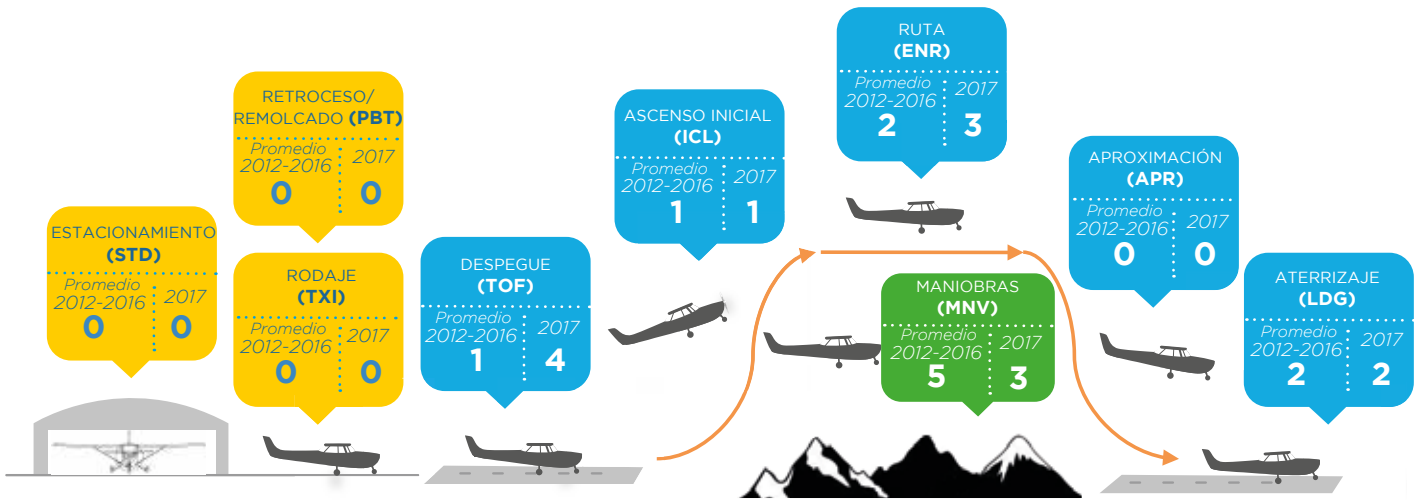 ESTACIONAMIENTO
(STD)
Promedio
2012-2016
2017
0
0
RETROCESO/
REMOLCADO (PBT)
Promedio
2012-2016
2017
0
0
RODAJE
(TXI)
Promedio
2012-2016
2017
0
0
DESPEGUE
(TOF)
Promedio
2012-2016
2017
1
4
ASCENSO INICIAL
(ICL)
Promedio
2012-2016
2017
1
1
RUTA
(ENR)
Promedio
2012-2016
2017
2
3
MANIOBRAS
(MNV)
Promedio
2012-2016
2017
5
3
APROXIMACIÓN
(APR)
Promedio
2012-2016
2017
0
0
ATERRIZAJE
(LDG)
Promedio
2012-2016
2017
2
2